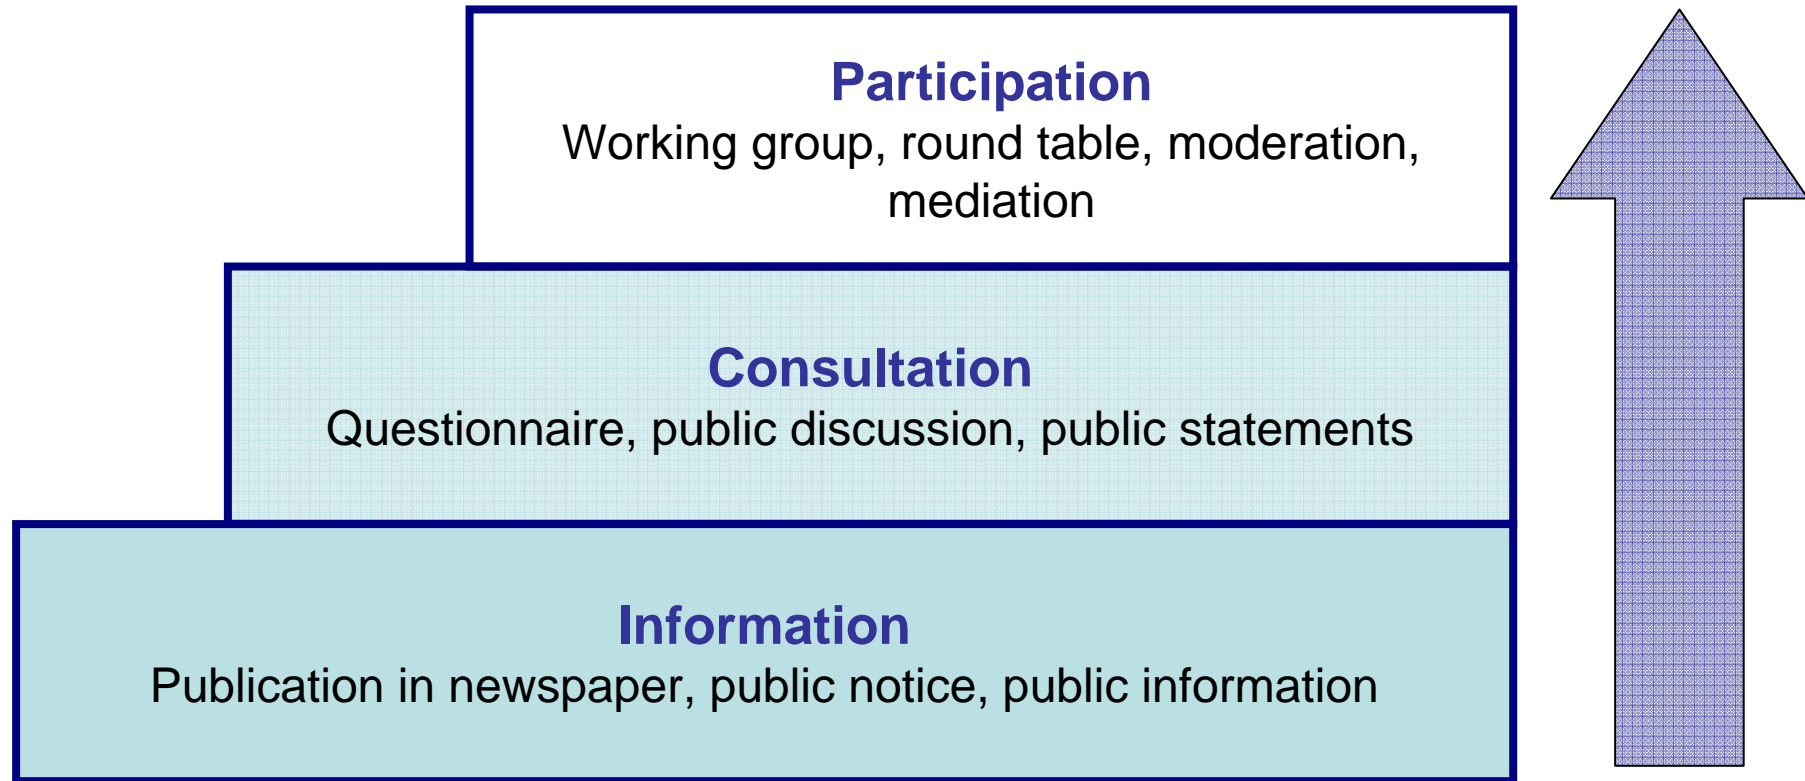 Participation
Working group, round table, moderation,
mediation
Consultation
Questionnaire, public discussion, public statements
Information
Publication in newspaper, public notice, public information